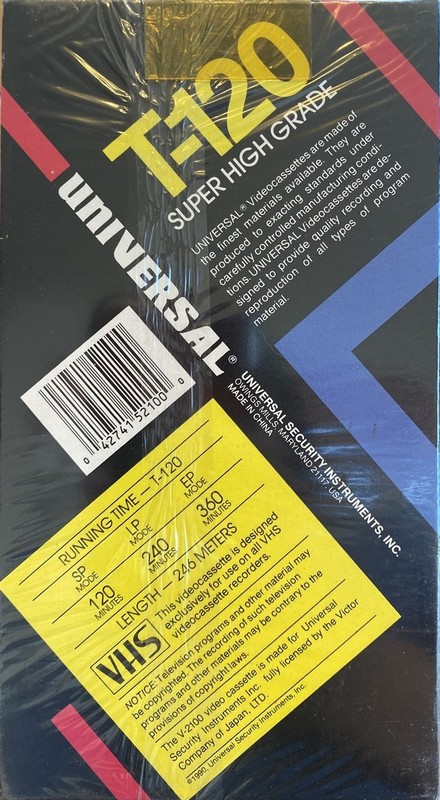 T-120
SUPER HIGH GRADE
UNIVERSAL® Videocassettes are made of
the finest materials available. They are
produced to exacting standards under
carefully controlled manufacturing condi-
tions. UNIVERSAL Videocassettes are de-
signed to provide quality recording and
reproduction of all types of program
material.
UNIVERSAL®
UNIVERSAL SECURITY INSTRUMENTS, INC.
OWINGS MILLS, MARYLAND 21117, USA
MADE IN CHINA
0 42741 52100 0
RUNNING TIME — T-120
SP LP EP
MODE MODE MODE
120 240 360
MINUTES MINUTES MINUTES
LENGTH 246 METERS
VHS
This videocassette is designed
exclusively for use on all VHS
videocassette recorders.
NOTICE: Television programs and other material may
be copyrighted. The recording of such television
programs and other materials may be contrary to the
provisions of copyright laws.
The V-2100 video cassette is made for Universal
Security Instruments Inc., fully licensed by the Victor
Company of Japan, LTD.
©1990, Universal Security Instruments, Inc.